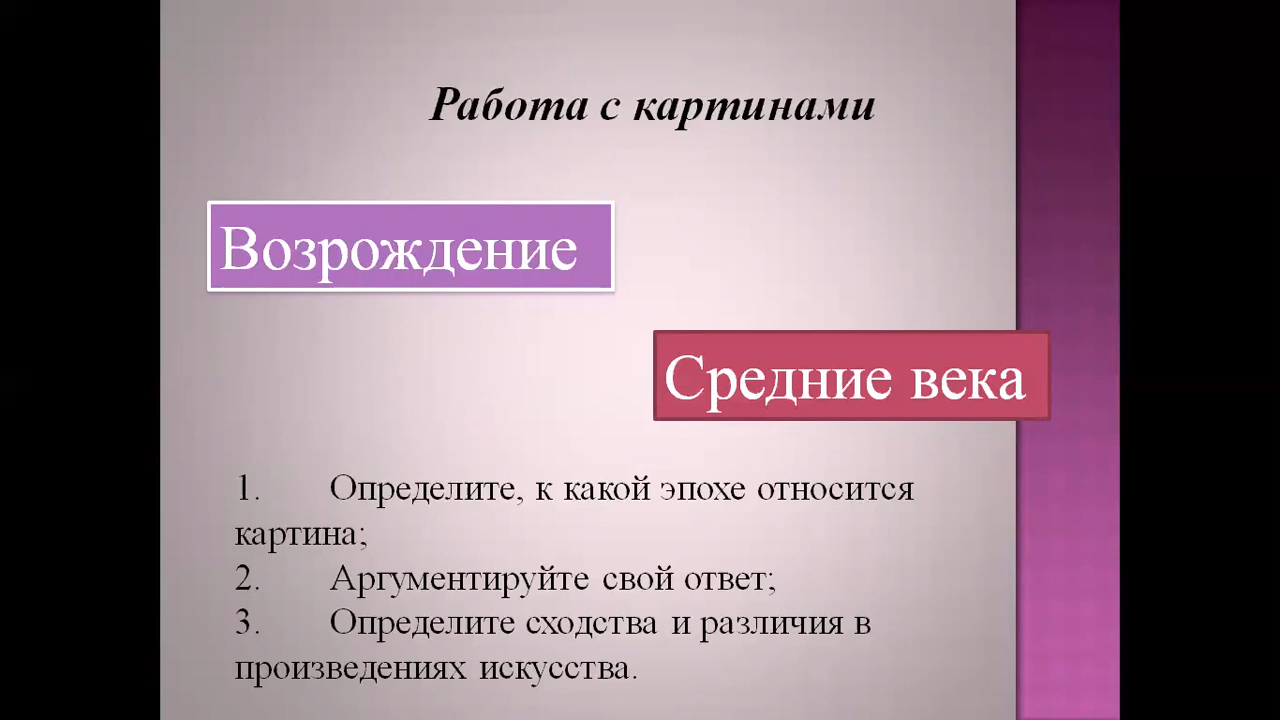 Работа с картинами
Возрождение
Средние века
1. Определите, к какой эпохе относится
картина;
2. Аргументируйте свой ответ;
3. Определите сходства и различия в
произведениях искусства.